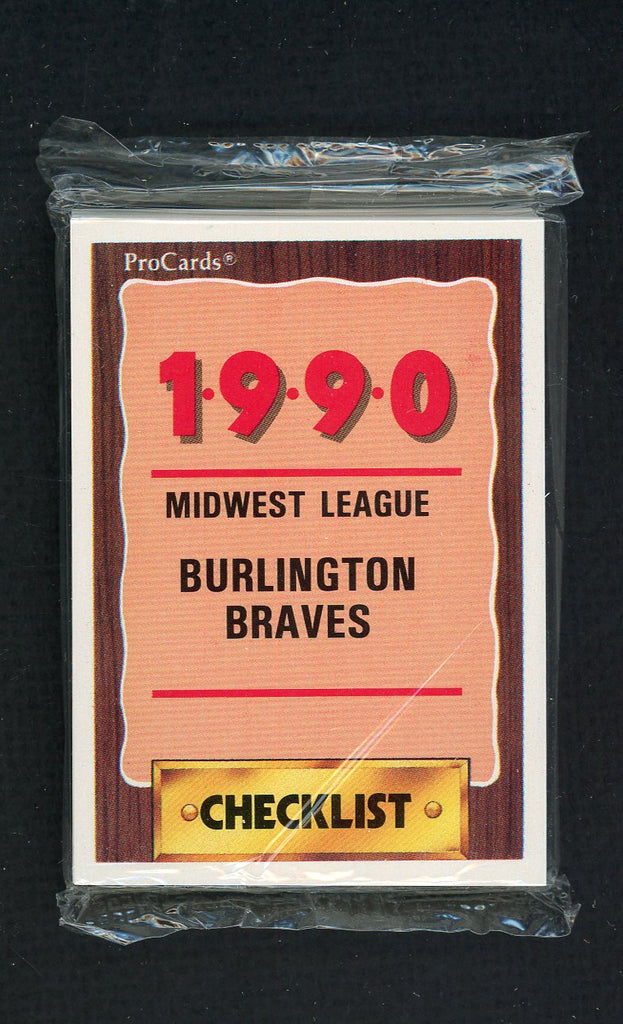 ProCards®
1·9·9·0
MIDWEST LEAGUE
BURLINGTON
BRAVES
CHECKLIST